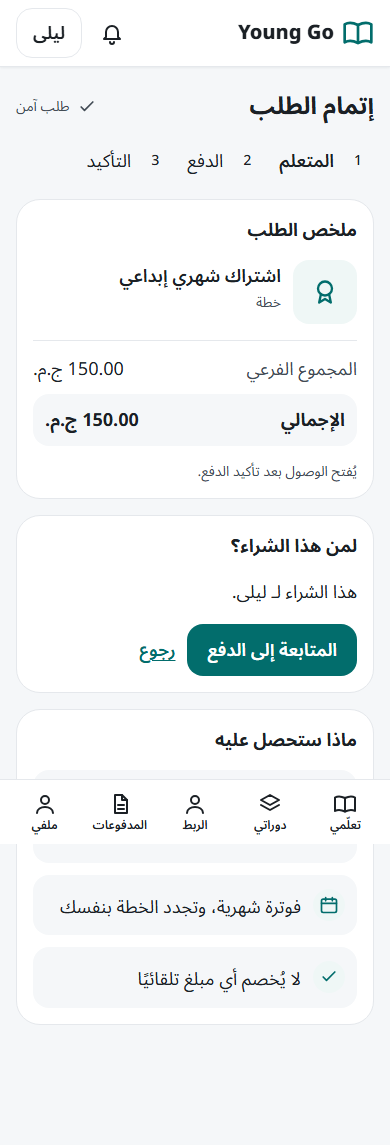 Young Go
ليلى
إتمام الطلب
طلب آمن
1 المتعلم 2 الدفع 3 التأكيد
ملخص الطلب
اشتراك شهري إبداعي
خطة
المجموع الفرعي 150.00 ج.م.
الإجمالي 150.00 ج.م.
يُفتح الوصول بعد تأكيد الدفع.
لمن هذا الشراء؟
هذا الشراء لـ ليلى.
المتابعة إلى الدفع رجوع
ماذا ستحصل عليه
تعلّمي دوراتي الربط المدفوعات ملفي
فوترة شهرية، وتجدد الخطة بنفسك
لا يُخصم أي مبلغ تلقائيًا